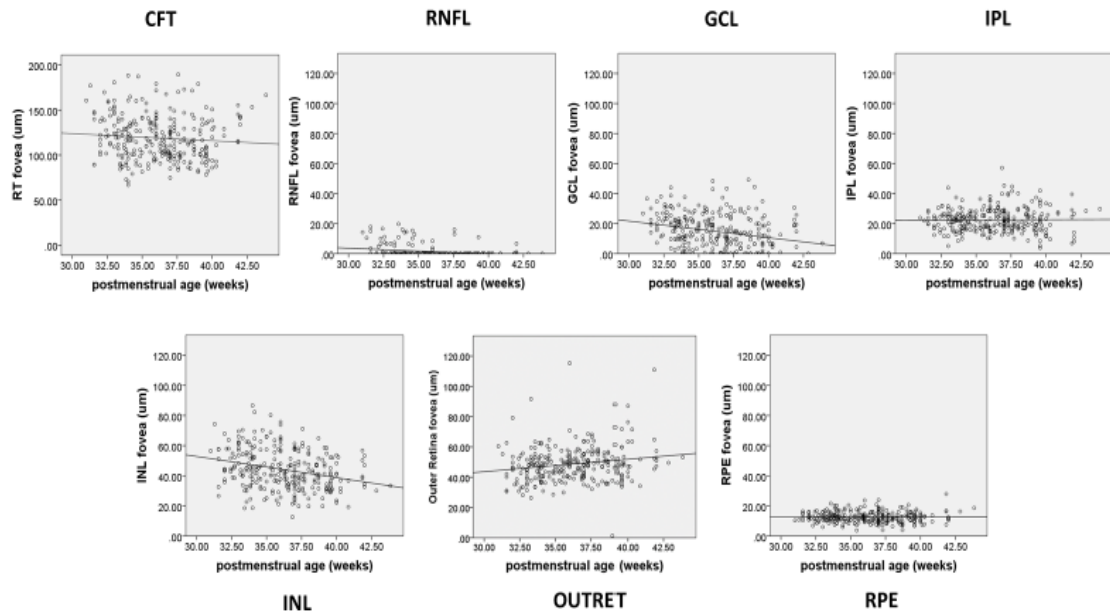 CFT RNFL GCL IPL
RT fovea (um)
200.00
150.00
100.00
50.00
.00
30.00 32.50 35.00 37.50 40.00 42.50
postmenstrual age (weeks)
RNFL fovea (um)
120.00
100.00
80.00
60.00
40.00
20.00
.00
30.00 32.50 35.00 37.50 40.00 42.50
postmenstrual age (weeks)
GCL fovea (um)
120.00
100.00
80.00
60.00
40.00
20.00
.00
30.00 32.50 35.00 37.50 40.00 42.50
postmenstrual age (weeks)
IPL fovea (um)
120.00
100.00
80.00
60.00
40.00
20.00
.00
30.00 32.50 35.00 37.50 40.00 42.50
postmenstrual age (weeks)
INL fovea (um)
120.00
100.00
80.00
60.00
40.00
20.00
.00
30.00 32.50 35.00 37.50 40.00 42.50
postmenstrual age (weeks)
Outer Retina fovea (um)
120.00
100.00
80.00
60.00
40.00
20.00
.00
30.00 32.50 35.00 37.50 40.00 42.50
postmenstrual age (weeks)
RPE fovea (um)
120.00
100.00
80.00
60.00
40.00
20.00
.00
30.00 32.50 35.00 37.50 40.00 42.50
postmenstrual age (weeks)
INL OUTRET RPE